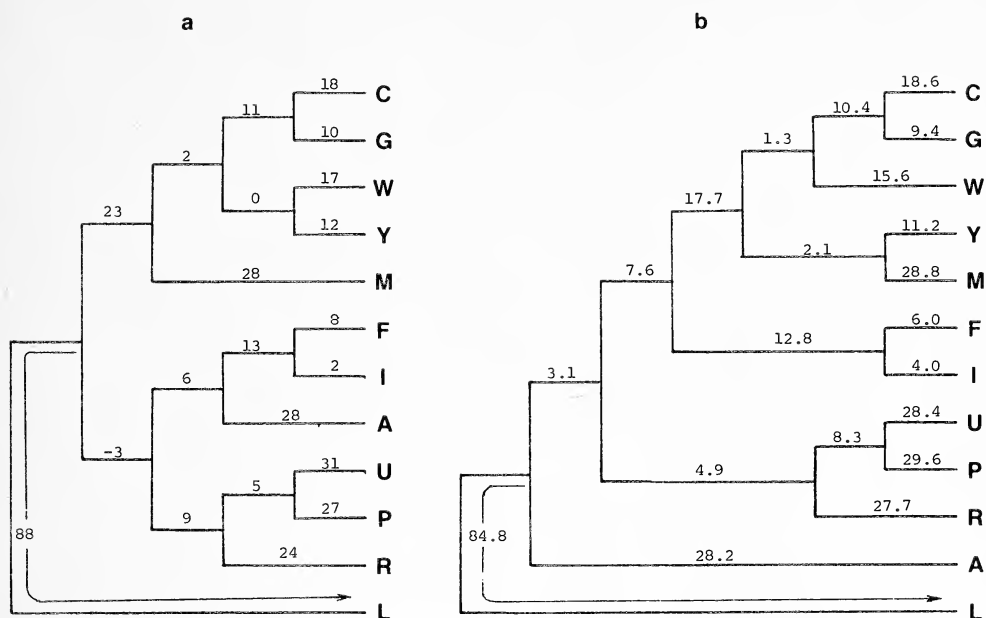 a
18 C
11
10 G
2
17 W
0
12 Y
23
28 M
8 F
13
2 I
6
28 A
-3
31 U
5
27 P
9
24 R
88
L
b
18.6 C
10.4
9.4 G
1.3
15.6 W
17.7
11.2 Y
2.1
28.8 M
7.6
6.0 F
12.8
4.0 I
3.1
28.4 U
8.3
29.6 P
4.9
27.7 R
84.8
28.2 A
L